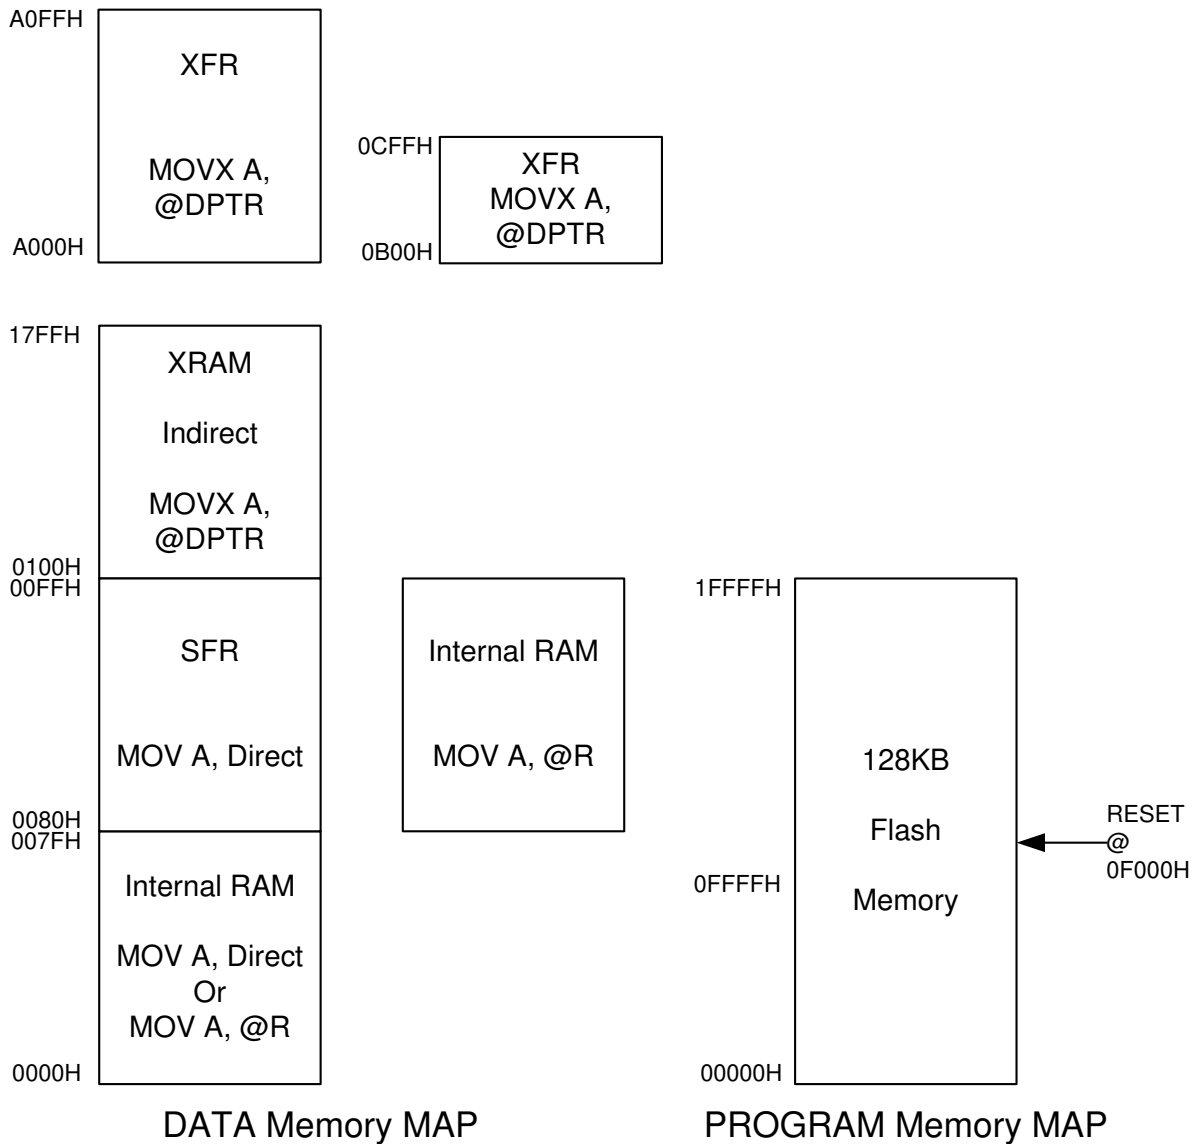 A0FFH
XFR
MOVX A,
@DPTR
A000H
0CFFH
XFR
MOVX A,
@DPTR
0B00H
17FFH
XRAM
Indirect
MOVX A,
@DPTR
0100H
00FFH
SFR
MOV A, Direct
0080H
007FH
Internal RAM
MOV A, Direct
Or
MOV A, @R
0000H
Internal RAM
MOV A, @R
DATA Memory MAP
1FFFFH
128KB
Flash
Memory
0FFFFH
00000H
RESET
@
0F000H
PROGRAM Memory MAP